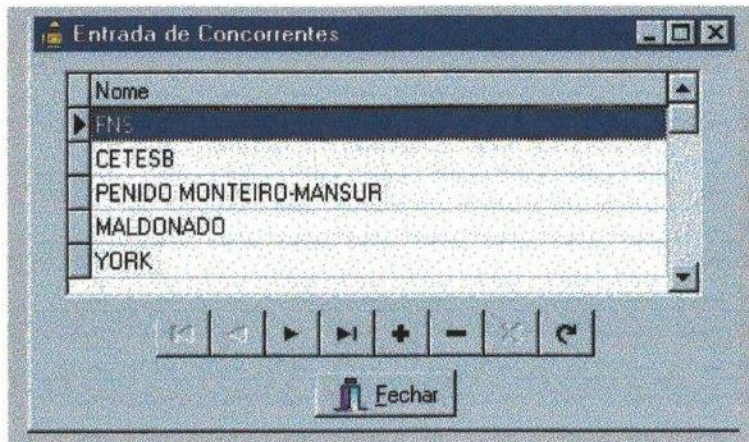 Entrada de Concorrentes
Nome
FNS
CETESB
PENIDO MONTEIRO-MANSUR
MALDONADO
YORK
Fechar